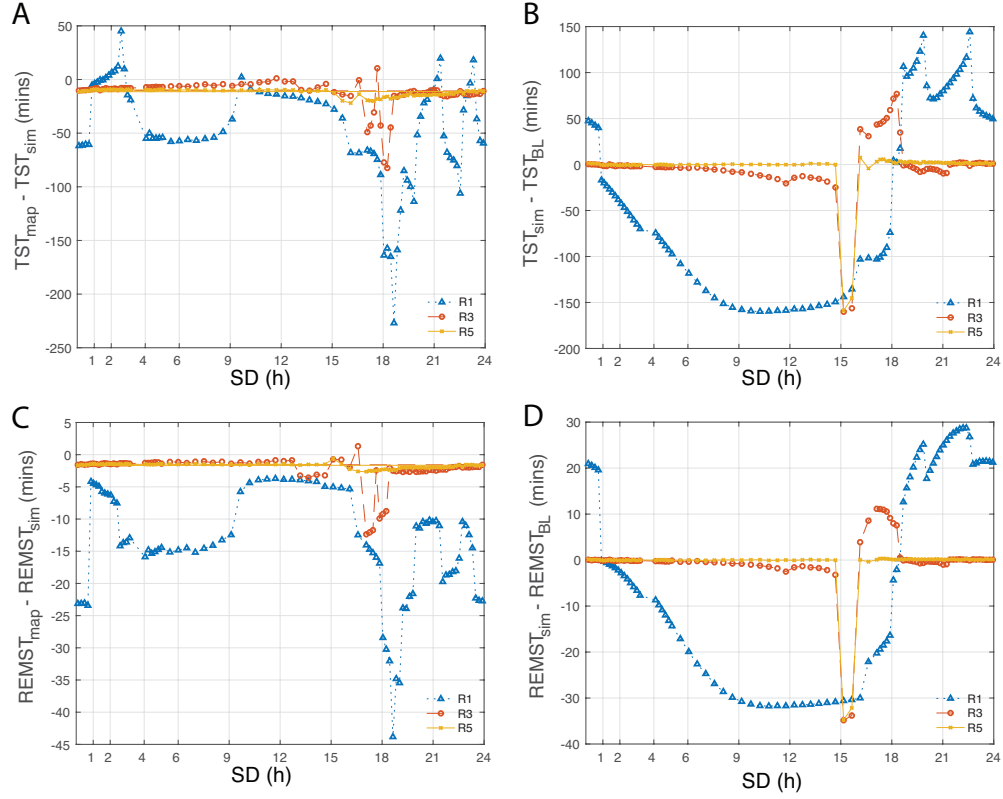 A
TST_map - TST_sim (mins)
50
0
-50
-100
-150
-200
-250
1 2 4 6 9 12 15 18 21 24
SD (h)
R1
R3
R5
B
TST_sim - TST_BL (mins)
150
100
50
0
-50
-100
-150
-200
1 2 4 6 9 12 15 18 21 24
SD (h)
R1
R3
R5
C
REMST_map - REMST_sim (mins)
5
0
-5
-10
-15
-20
-25
-30
-35
-40
-45
1 2 4 6 9 12 15 18 21 24
SD (h)
R1
R3
R5
D
REMST_sim - REMST_BL (mins)
30
20
10
0
-10
-20
-30
-40
1 2 4 6 9 12 15 18 21 24
SD (h)
R1
R3
R5